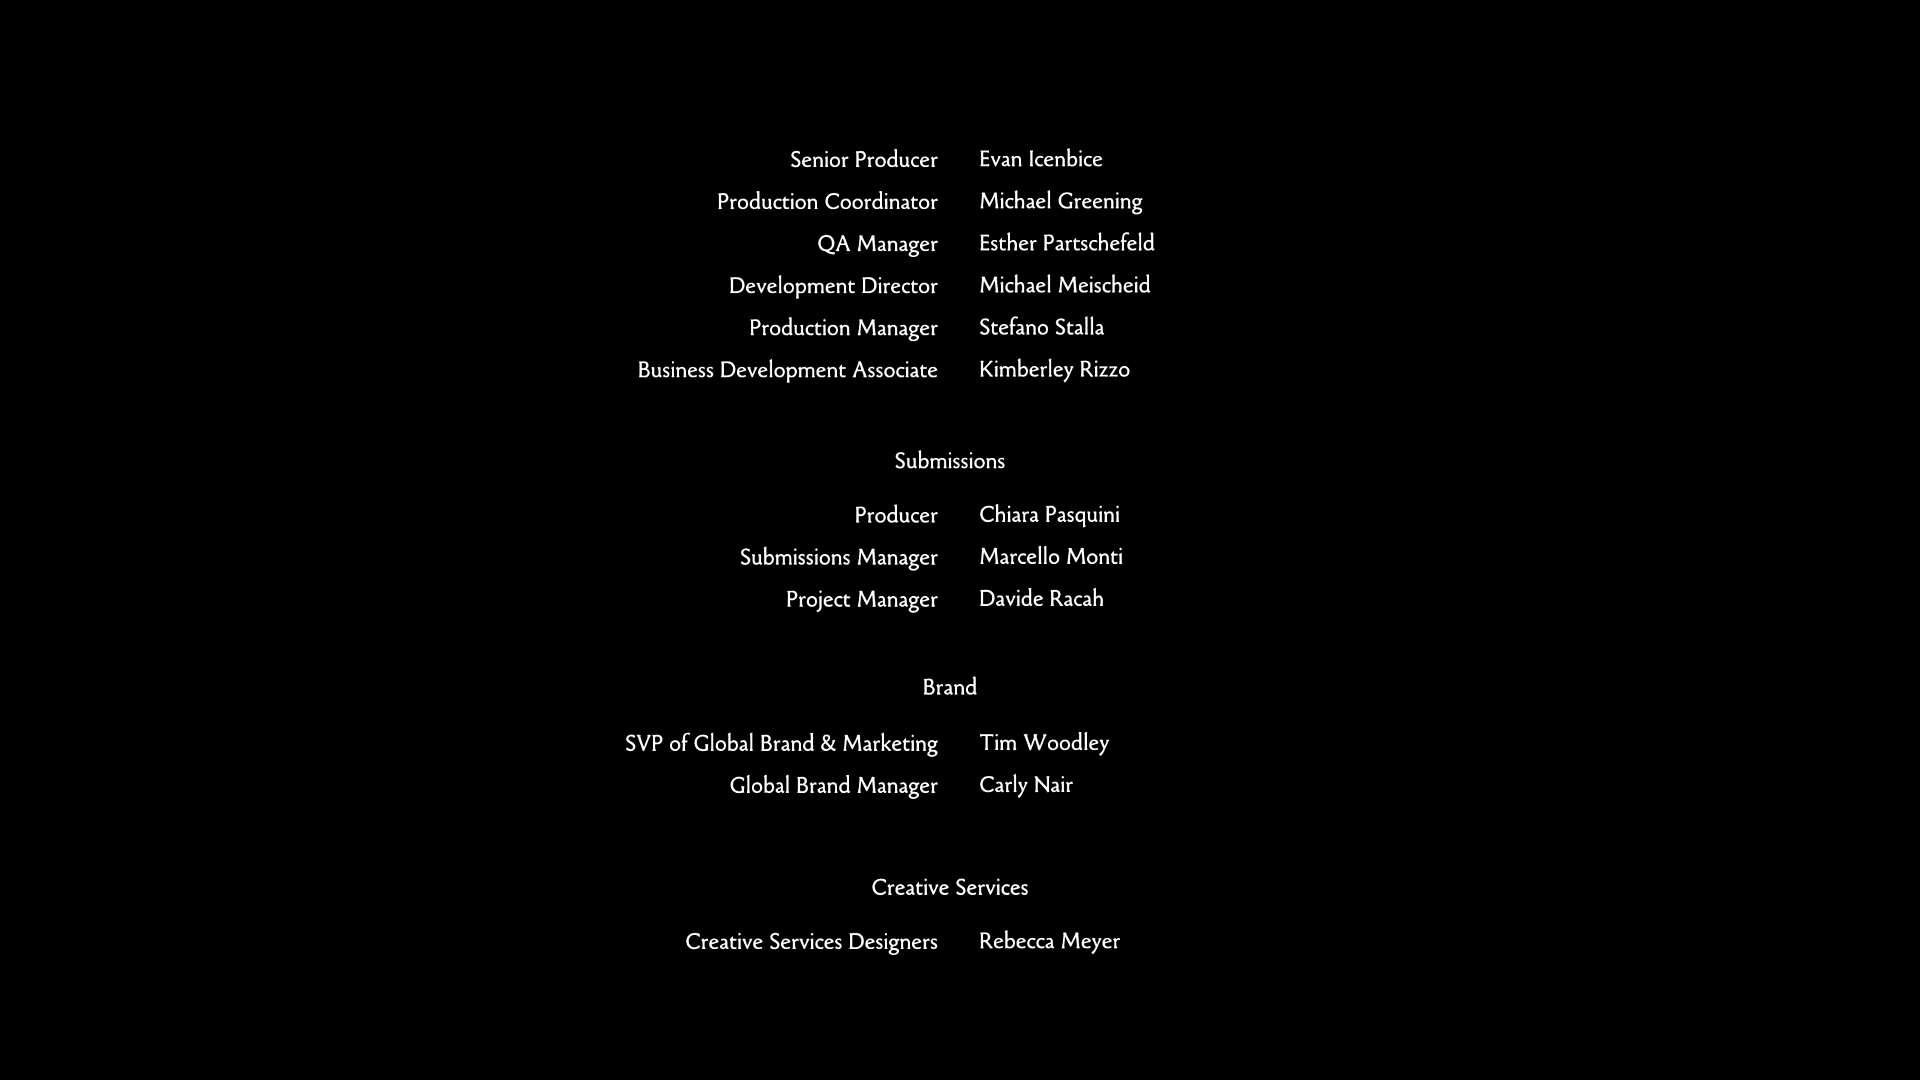 Senior Producer Evan Icenbice
Production Coordinator Michael Greening
QA Manager Esther Partschefeld
Development Director Michael Meischeid
Production Manager Stefano Stalla
Business Development Associate Kimberley Rizzo
Submissions
Producer Chiara Pasquini
Submissions Manager Marcello Monti
Project Manager Davide Racah
Brand
SVP of Global Brand & Marketing Tim Woodley
Global Brand Manager Carly Nair
Creative Services
Creative Services Designers Rebecca Meyer